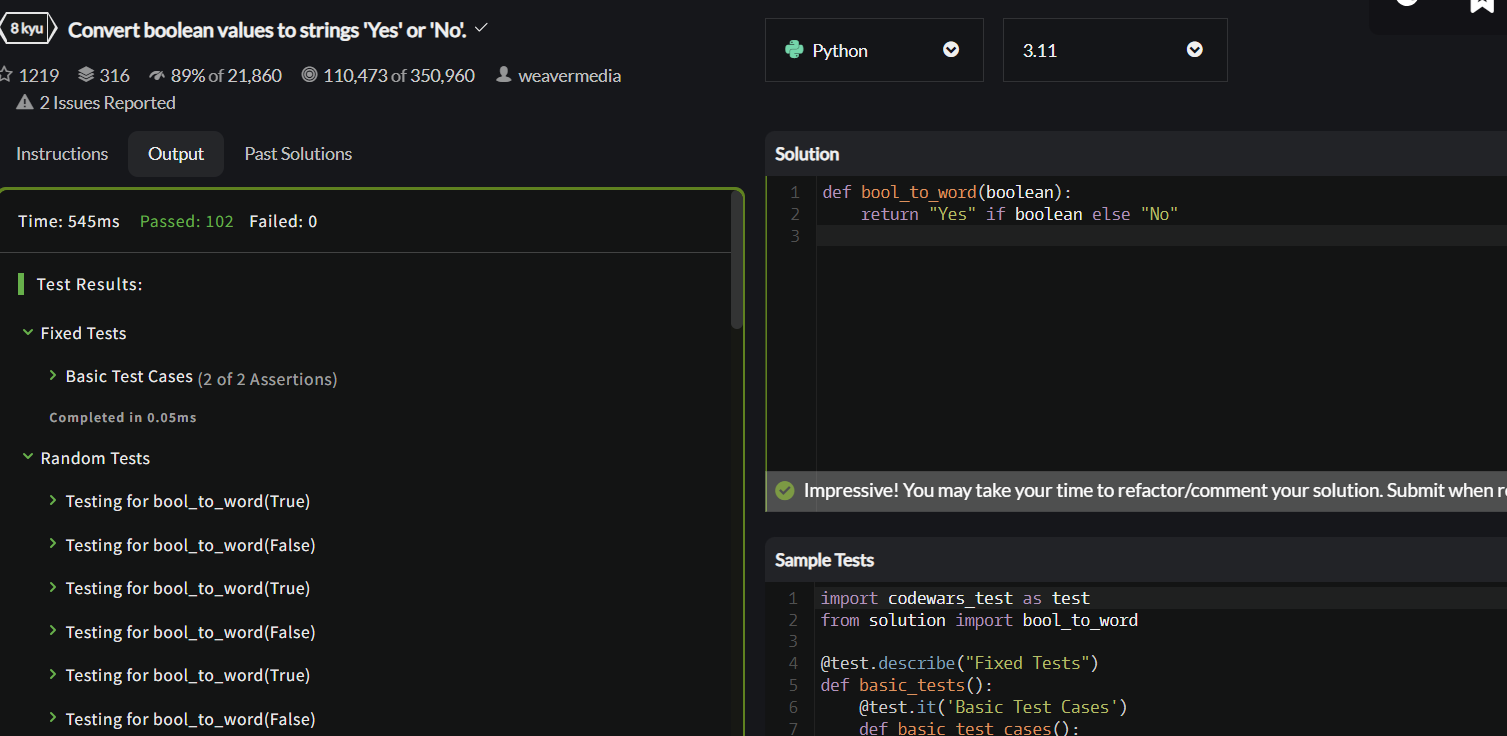 8 kyu Convert boolean values to strings 'Yes' or 'No'.
1219 316 89% of 21,860 110,473 of 350,960 weavermedia
2 Issues Reported
Instructions Output Past Solutions
Time: 545ms Passed: 102 Failed: 0
Test Results:
Fixed Tests
Basic Test Cases (2 of 2 Assertions)
Completed in 0.05ms
Random Tests
Testing for bool_to_word(True)
Testing for bool_to_word(False)
Testing for bool_to_word(True)
Testing for bool_to_word(False)
Testing for bool_to_word(True)
Testing for bool_to_word(False)
Python 3.11
Solution
1 def bool_to_word(boolean):
2     return "Yes" if boolean else "No"
3
Impressive! You may take your time to refactor/comment your solution. Submit when
Sample Tests
1 import codewars_test as test
2 from solution import bool_to_word
3
4 @test.describe("Fixed Tests")
5 def basic_tests():
6     @test.it('Basic Test Cases')
7     def basic_test_cases():